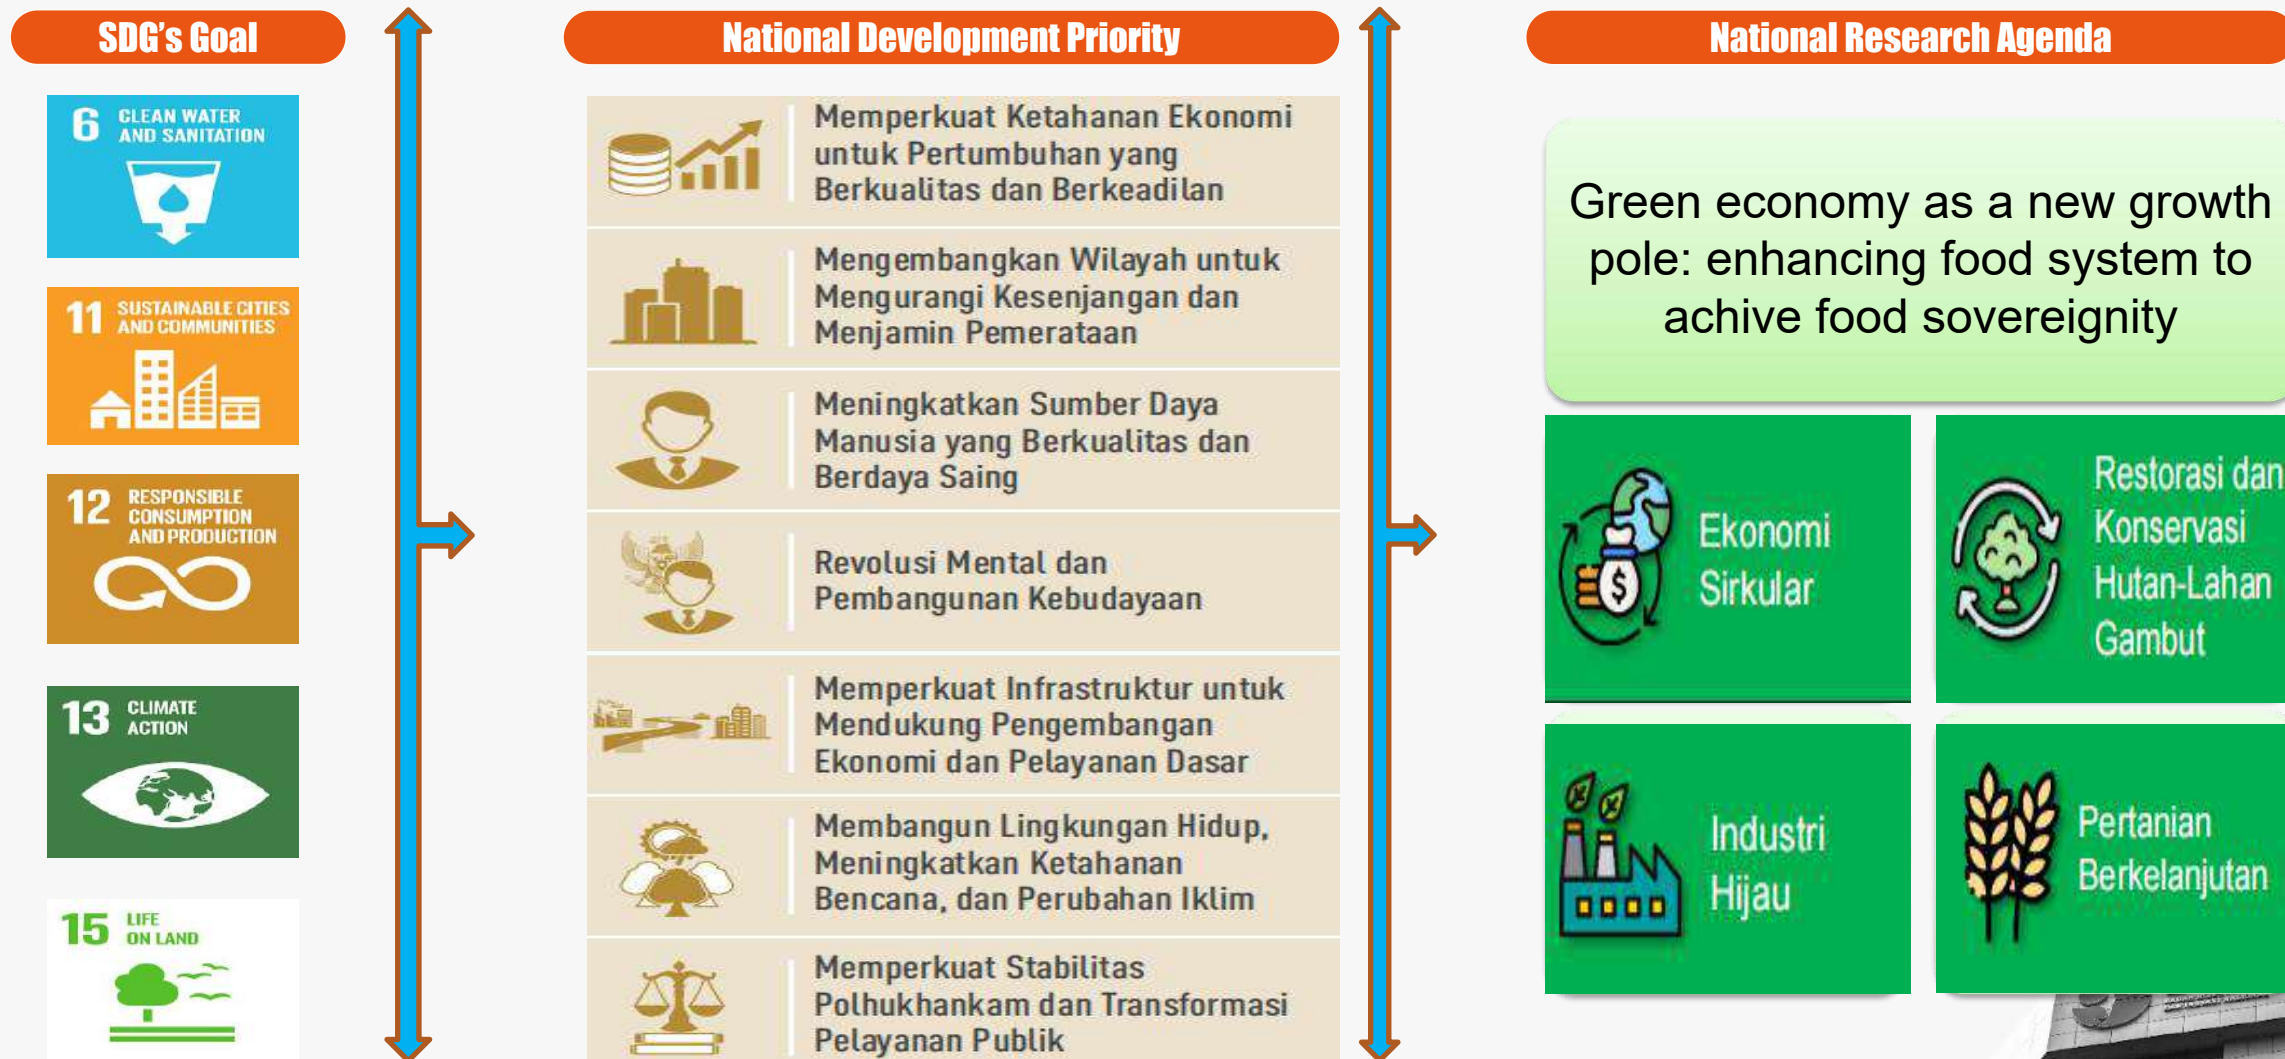 SDG's Goal
6 CLEAN WATER
AND SANITATION
11 SUSTAINABLE CITIES
AND COMMUNITIES
12 RESPONSIBLE
CONSUMPTION
AND PRODUCTION
13 CLIMATE
ACTION
15 LIFE
ON LAND
National Development Priority
Memperkuat Ketahanan Ekonomi
untuk Pertumbuhan yang
Berkualitas dan Berkeadilan
Mengembangkan Wilayah untuk
Mengurangi Kesenjangan dan
Menjamin Pemerataan
Meningkatkan Sumber Daya
Manusia yang Berkualitas dan
Berdaya Saing
Revolusi Mental dan
Pembangunan Kebudayaan
Memperkuat Infrastruktur untuk
Mendukung Pengembangan
Ekonomi dan Pelayanan Dasar
Membangun Lingkungan Hidup,
Meningkatkan Ketahanan
Bencana, dan Perubahan Iklim
Memperkuat Stabilitas
Polhukhankam dan Transformasi
Pelayanan Publik
National Research Agenda
Green economy as a new growth
pole: enhancing food system to
achive food sovereignity
$
Ekonomi
Sirkular
Restorasi dan
Konservasi
Hutan-Lahan
Gambut
Industri
Hijau
Pertanian
Berkelanjutan